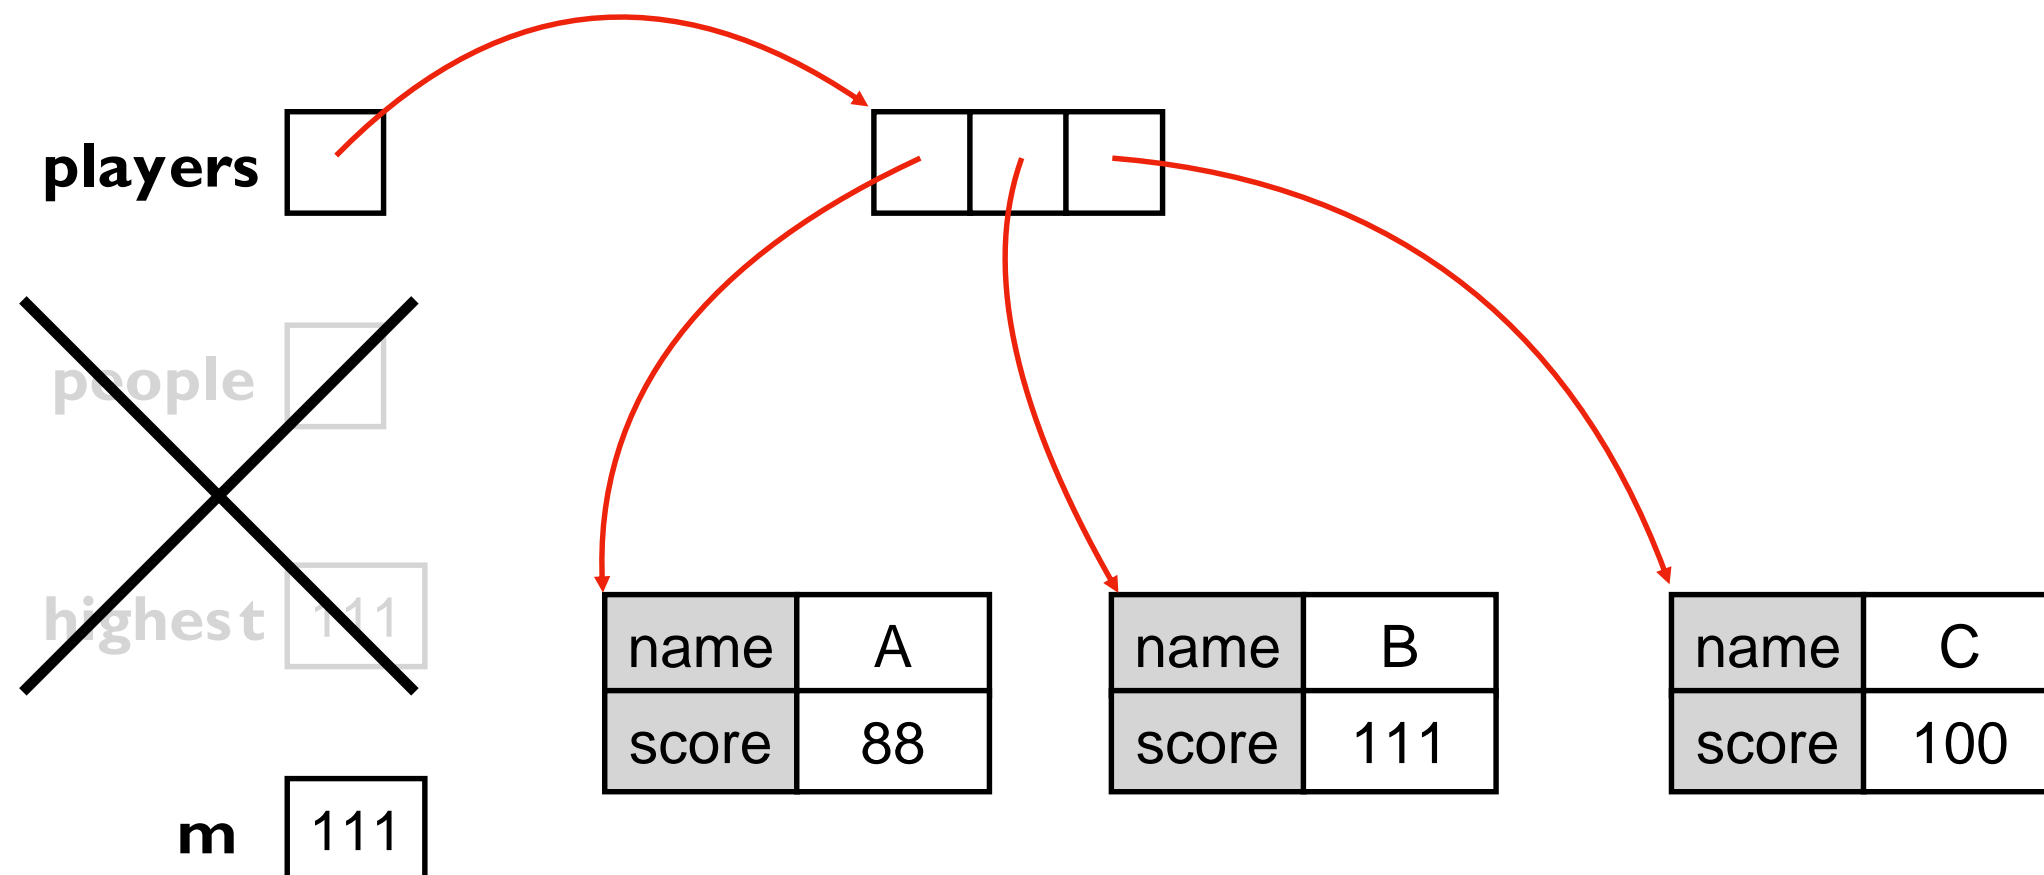 players
people
highest 111
name A
score 88
name B
score 111
name C
score 100
m 111